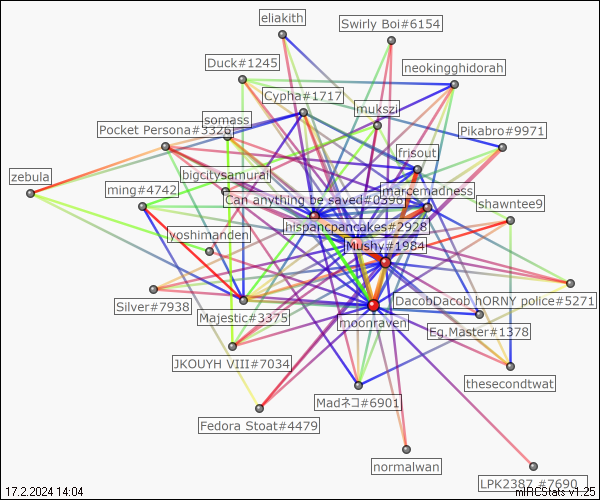 eliakith
Swirly Boi#6154
Duck#1245
neokingghidorah
Cypha#1717
mukszi
somass
Pocket Persona#3326
Pikabro#9971
frisout
zebula
bigcitysamurai
ming#4742
marcemadness
Can anything be saved#0396
shawntee9
hispancpancakes#2928
yoshimanden
Mushy#1984
Silver#7938
DacobDacob hORNY police#5271
Majestic#3375
moonraven
Eg.Master#1378
JKOUYH VIII#7034
thesecondtwat
Madネコ#6901
Fedora Stoat#4479
normalwan
LPK2387 #7690
17.2.2024 14:04
mIRCStats v1.25